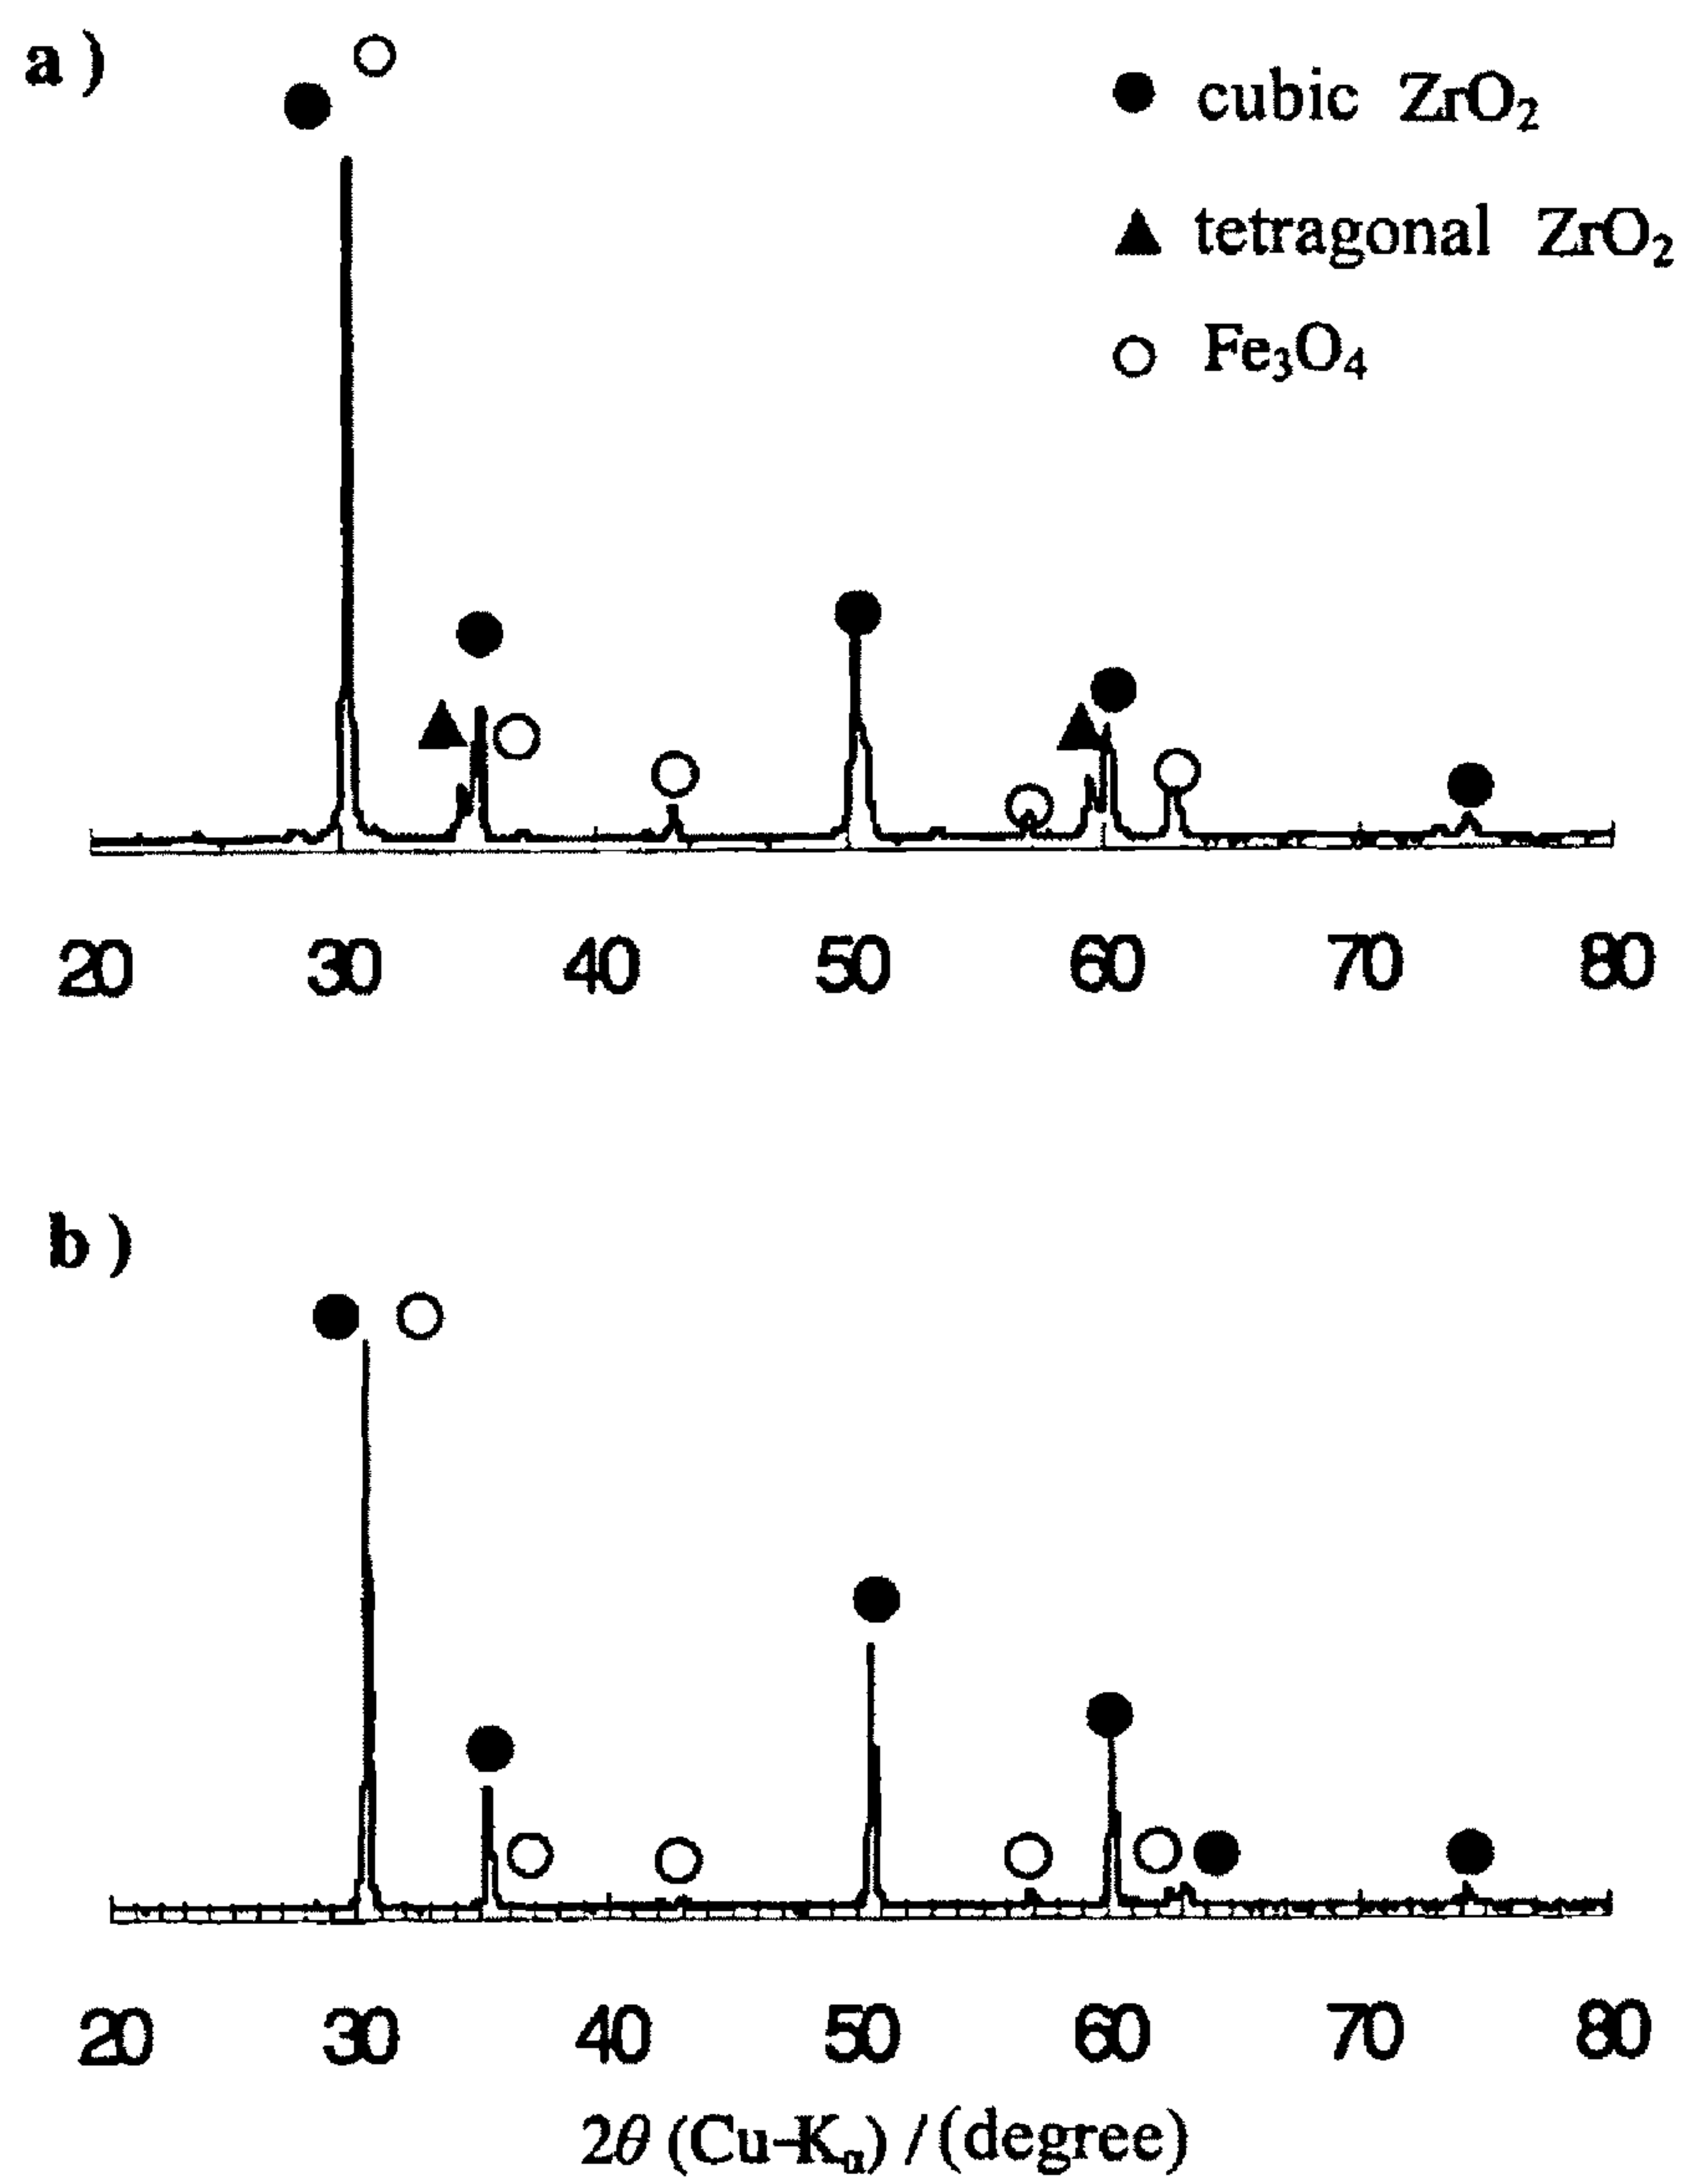 a)
cubic ZrO₂
tetragonal ZrO₂
Fe₃O₄
20 30 40 50 60 70 80
b)
20 30 40 50 60 70 80
2θ (Cu-Kα) / (degree)